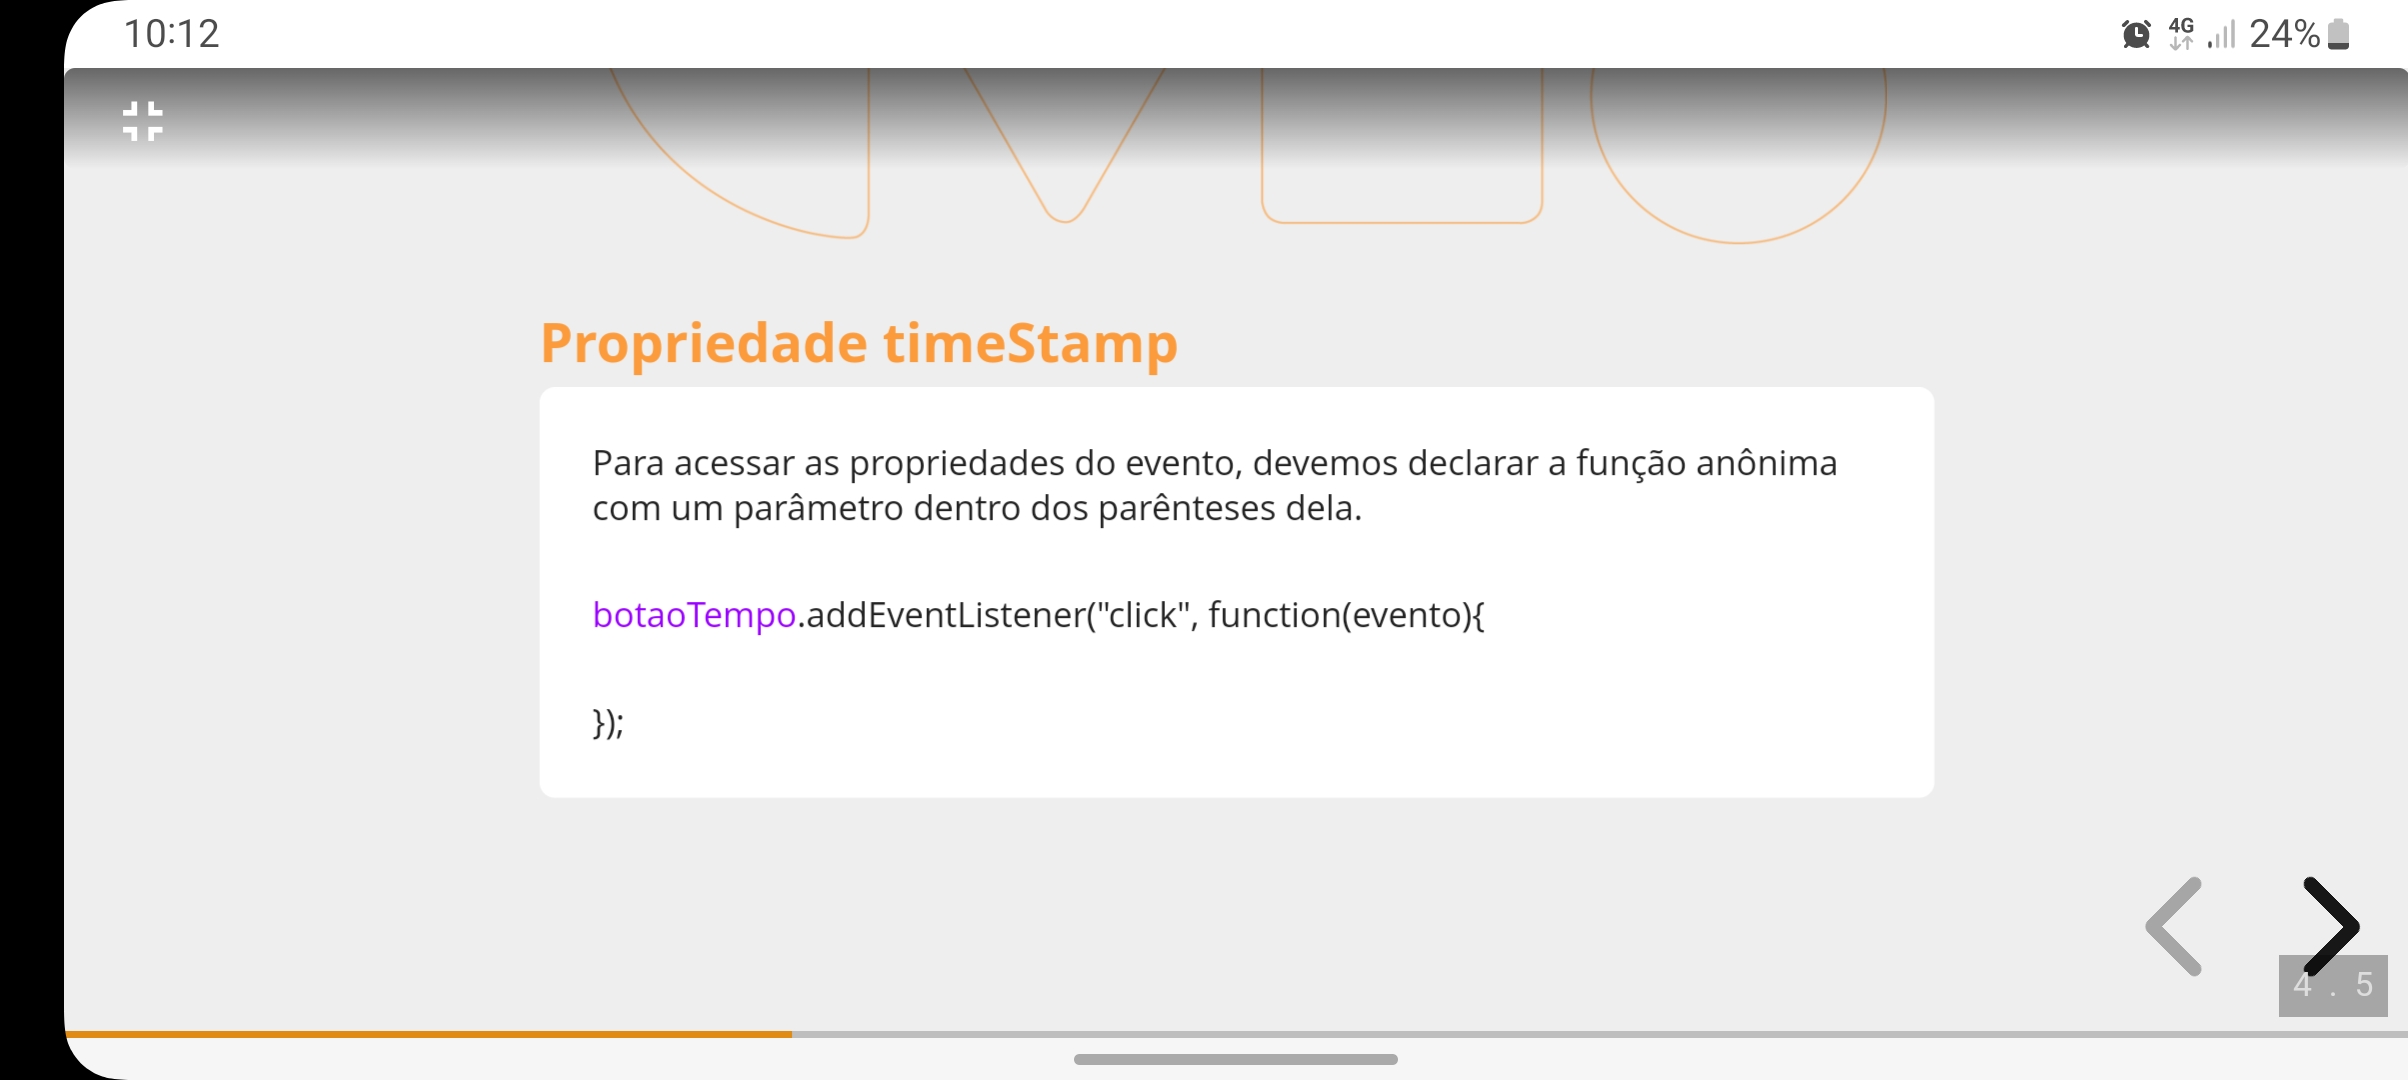 10:12
4G
24%
Propriedade timeStamp
Para acessar as propriedades do evento, devemos declarar a função anônima
com um parâmetro dentro dos parênteses dela.
botaoTempo.addEventListener("click", function(evento){
});
4 . 5